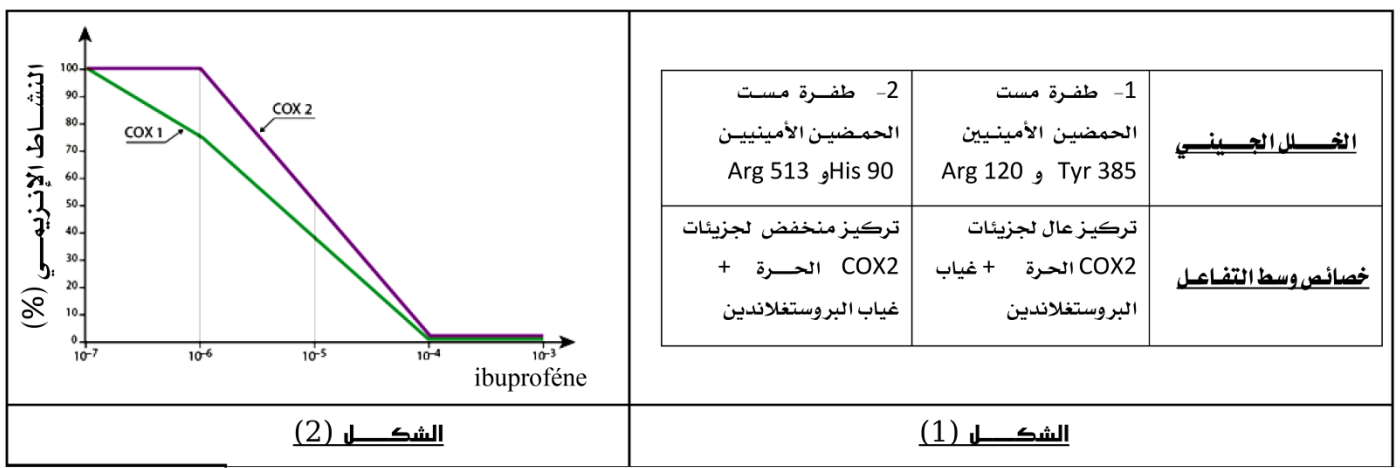 الخلل الجيني
1- طفرة مست
الحمضين الأمينيين
Tyr 385 و Arg 120
2- طفرة مست
الحمضين الأمينيين
His 90 و Arg 513
خصائص وسط التفاعل
تركيز عال لجزيئات
COX2 الحرة + غياب
البروستغلاندين
تركيز منخفض لجزيئات
COX2 الحرة +
غياب البروستغلاندين
الشكل (1)
النشاط الإنزيمي (%)
100
90
80
70
60
50
40
30
20
10
0
COX 1
COX 2
10⁻⁷
10⁻⁶
10⁻⁵
10⁻⁴
10⁻³
ibuproféne
الشكل (2)